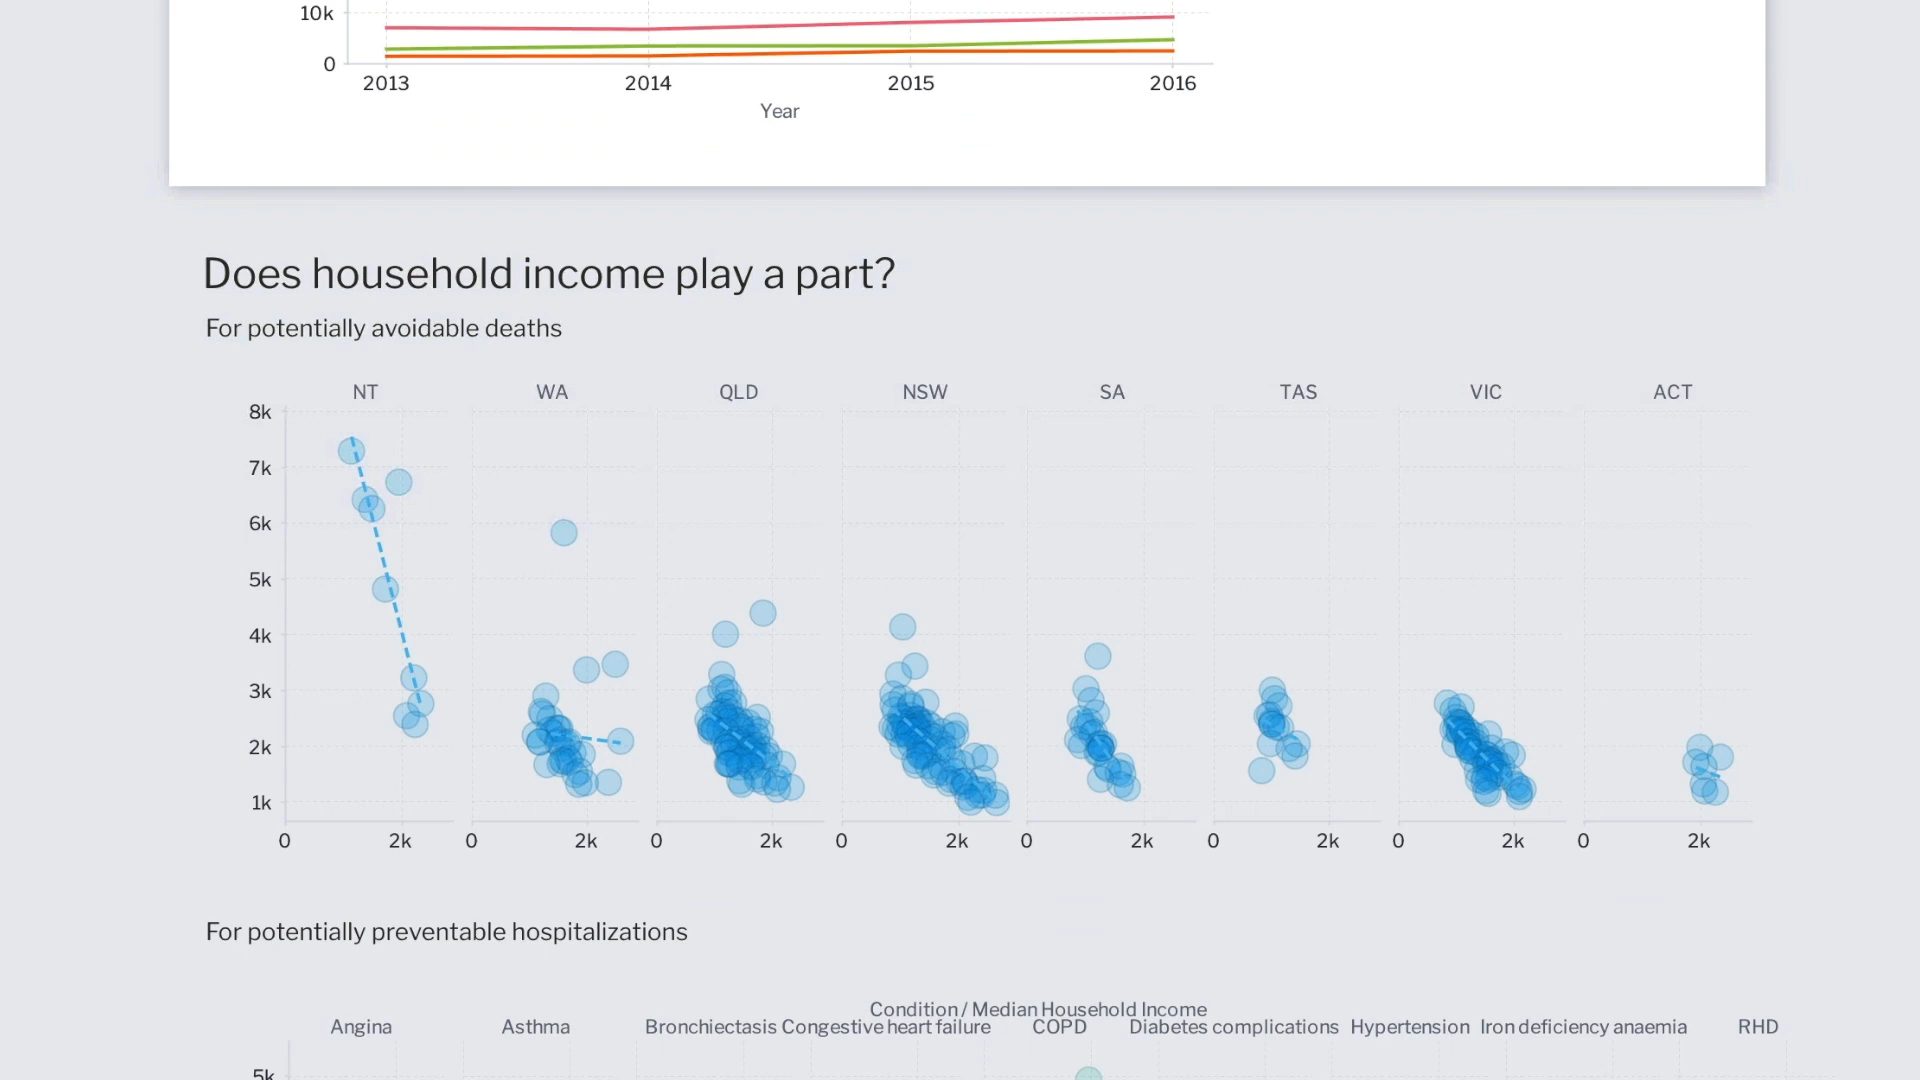 10k
0
2013 2014 2015 2016
Year
Does household income play a part?
For potentially avoidable deaths
NT WA QLD NSW SA TAS VIC ACT
8k
7k
6k
5k
4k
3k
2k
1k
0 2k 0 2k 0 2k 0 2k 0 2k 0 2k 0 2k 0 2k
For potentially preventable hospitalizations
Condition / Median Household Income
Angina Asthma Bronchiectasis Congestive heart failure COPD Diabetes complications Hypertension Iron deficiency anaemia RHD
5k